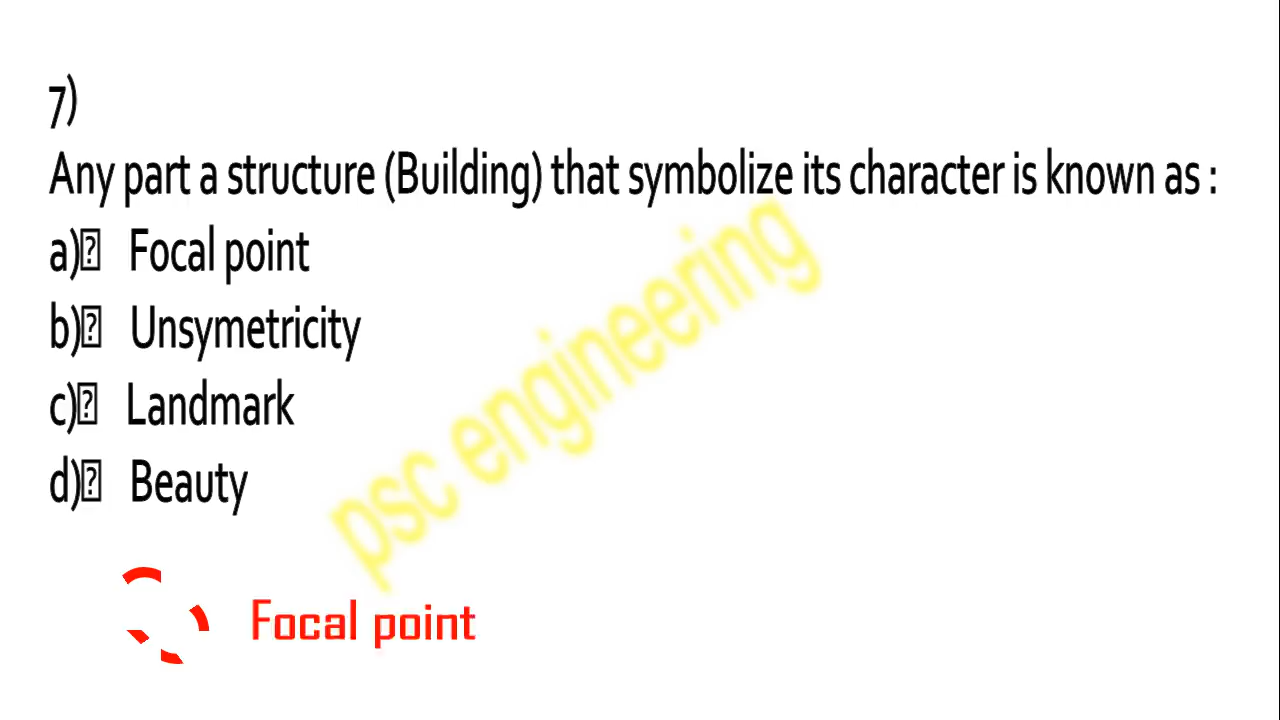 7)
Any part a structure (Building) that symbolize its character is known as :
a) Focal point
b) Unsymetricity
c) Landmark
d) Beauty
psc engineering
Focal point